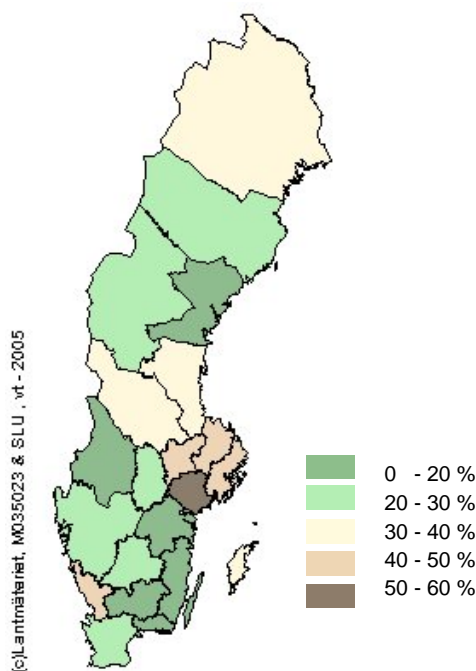 (c)Lantmäteriet, M035023 & SLU , vt - 2005
0 - 20 %
20 - 30 %
30 - 40 %
40 - 50 %
50 - 60 %